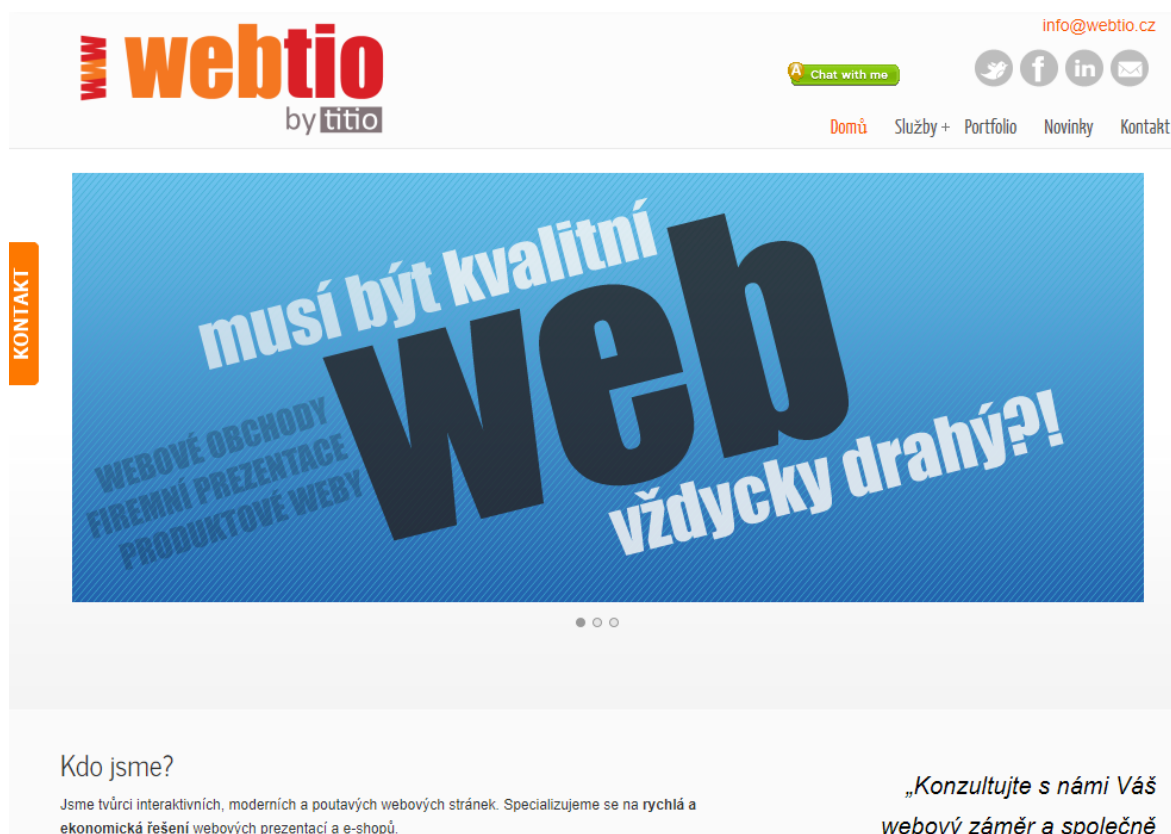 www webtio
by titio
info@webtio.cz
A Chat with me
Domů Služby + Portfolio Novinky Kontakt
KONTAKT
musí být kvalitní
web
vždycky drahý?!
WEBOVÉ OBCHODY
FIREMNÍ PREZENTACE
PRODUKTOVÉ WEBY
Kdo jsme?
Jsme tvůrci interaktivních, moderních a poutavých webových stránek. Specializujeme se na rychlá a
ekonomická řešení webových prezentací a e-shopů.
„Konzultujte s námi Váš
webový záměr a společně